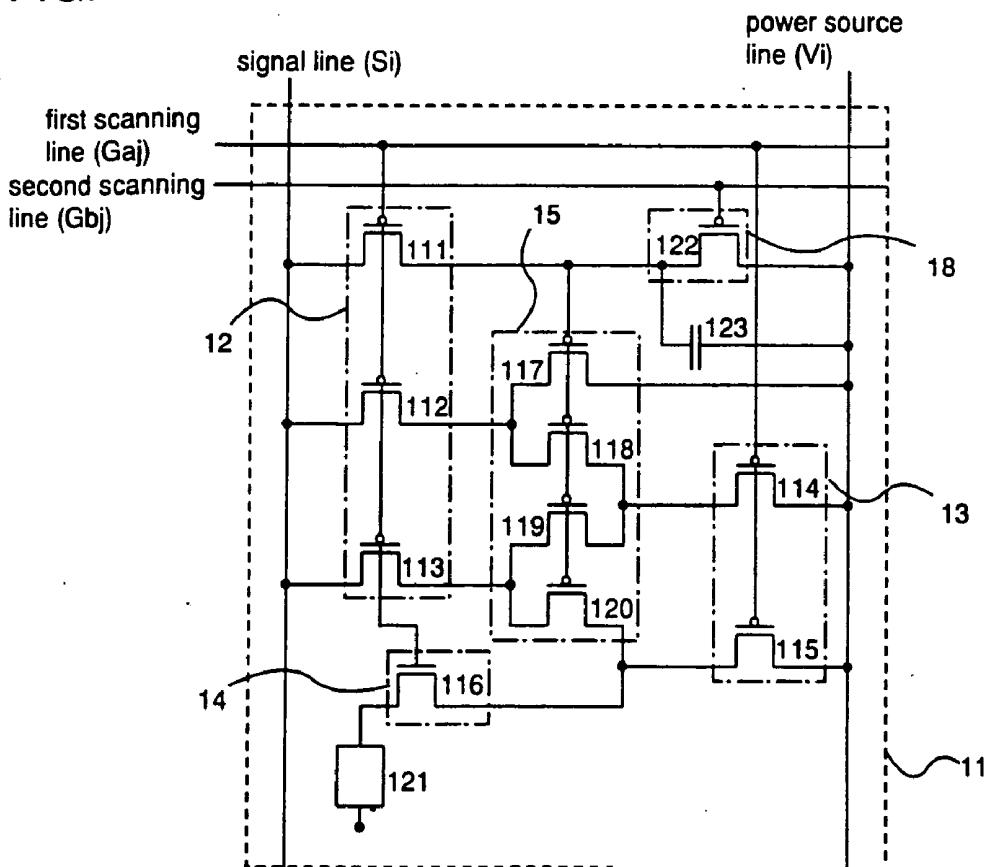 power source
line (Vi)
signal line (Si)
first scanning
line (Gaj)
second scanning
line (Gbj)
15
111
122
18
12
123
117
112
118
114
13
119
113
120
115
116
14
121
11